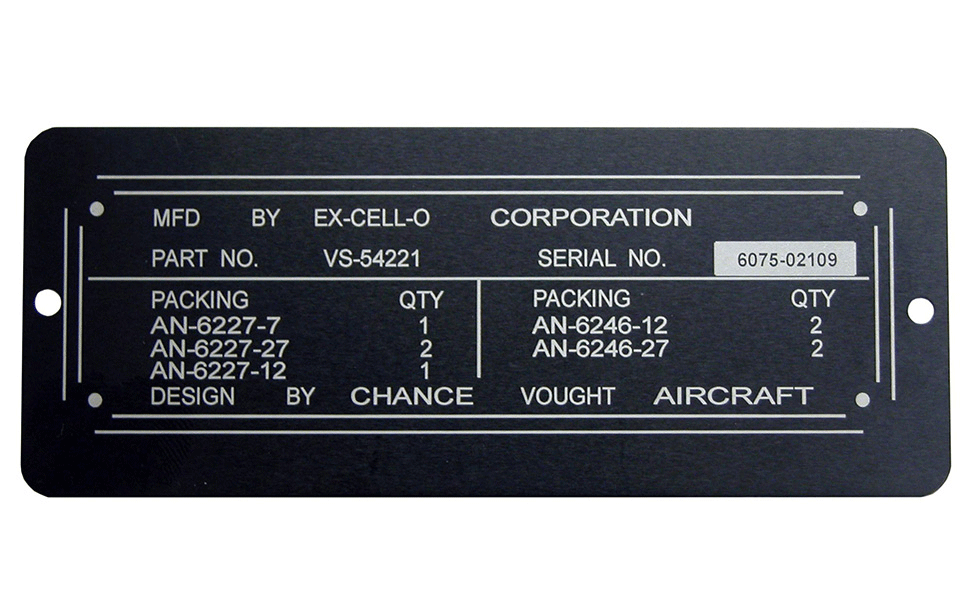 MFD BY EX-CELL-O CORPORATION
PART NO. VS-54221 SERIAL NO. 6075-02109
PACKING QTY PACKING QTY
AN-6227-7 1 AN-6246-12 2
AN-6227-27 2 AN-6246-27 2
AN-6227-12 1
DESIGN BY CHANCE VOUGHT AIRCRAFT